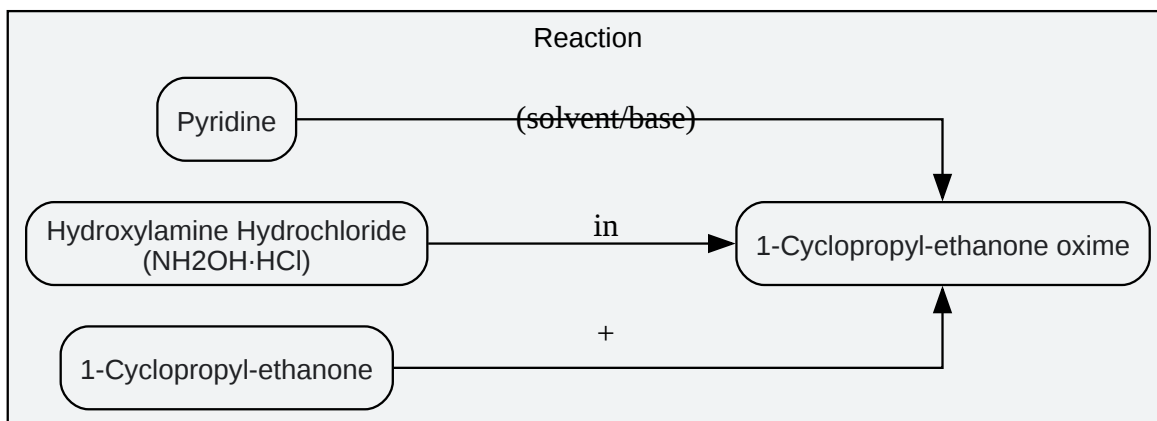 Reaction
Pyridine
(solvent/base)
Hydroxylamine Hydrochloride
(NH2OH·HCl)
in
1-Cyclopropyl-ethanone oxime
1-Cyclopropyl-ethanone
+